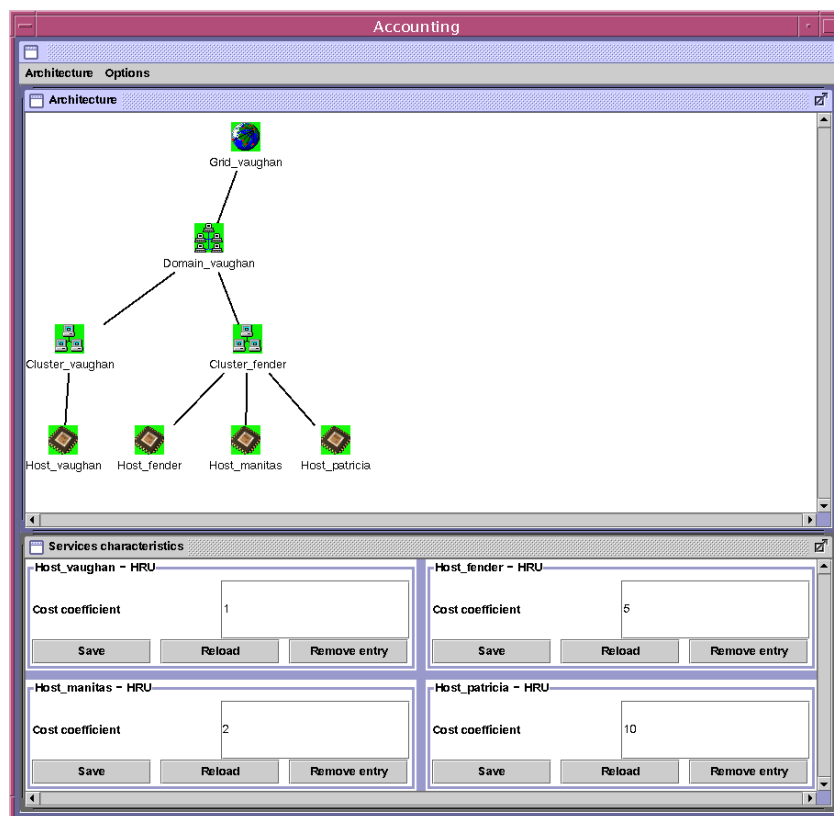 Accounting
Architecture Options
Architecture
Grid_vaughan
Domain_vaughan
Cluster_vaughan Cluster_fender
Host_vaughan Host_fender Host_manitas Host_patricia
Services characteristics
Host_vaughan - HRU Host_fender - HRU
Cost coefficient 1 Cost coefficient 5
Save Reload Remove entry Save Reload Remove entry
Host_manitas - HRU Host_patricia - HRU
Cost coefficient 2 Cost coefficient 10
Save Reload Remove entry Save Reload Remove entry